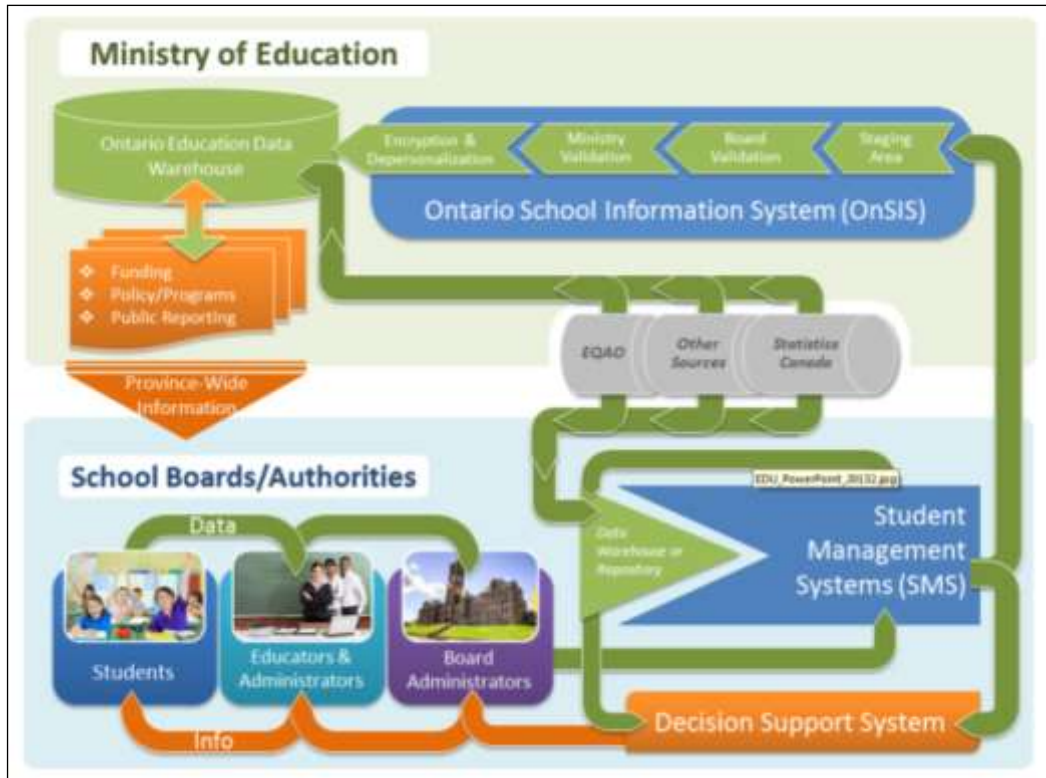 Ministry of Education
Ontario Education Data
Warehouse
Encryption &
Depersonalization
Ministry
Validation
Board
Validation
Staging
Area
Ontario School Information System (OnSIS)
❖ Funding
❖ Policy/Programs
❖ Public Reporting
EQAO
Other
Sources
Statistics
Canada
Province-Wide
Information
School Boards/Authorities
Data
EDU_PowerPoint_20132.jpg
Data
Warehouse or
Repository
Student
Management
Systems (SMS)
Students
Educators &
Administrators
Board
Administrators
Info
Decision Support System